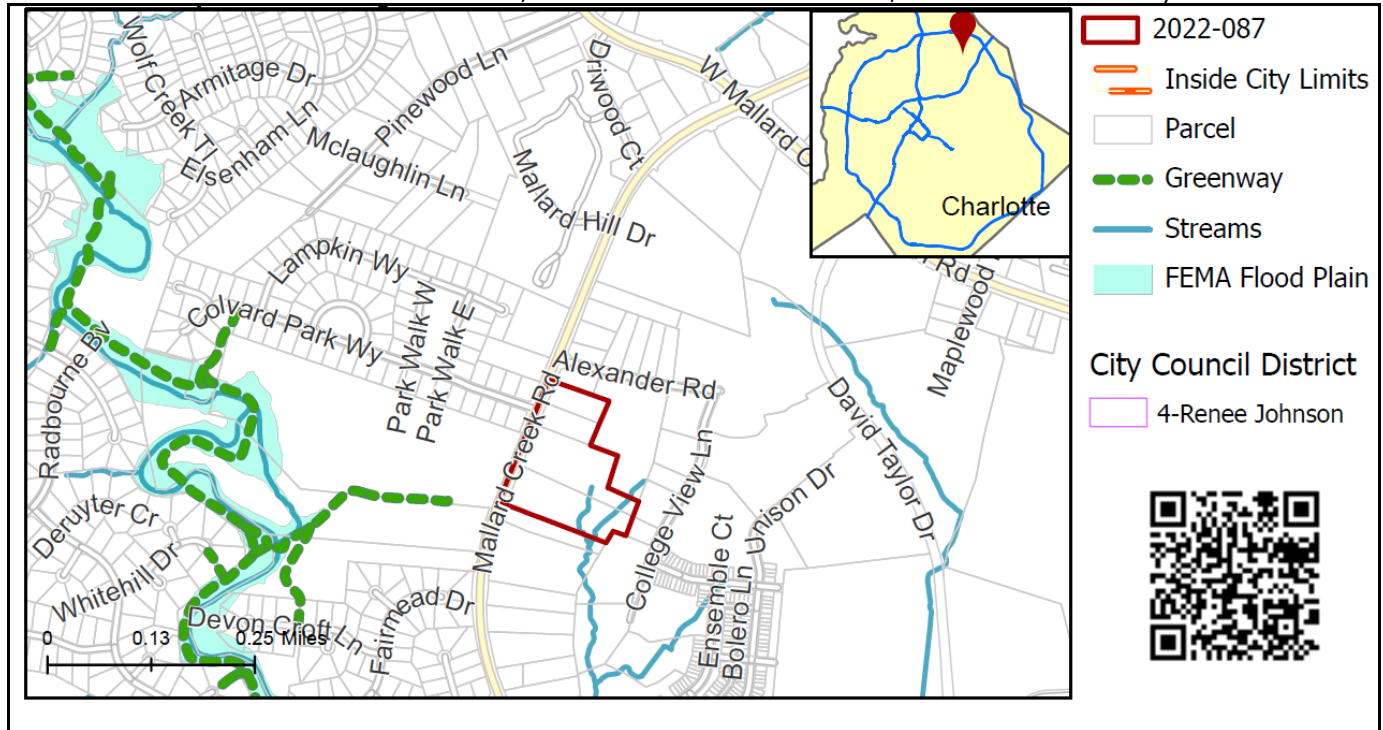 Wolf Creek Tl
Armitage Dr
Elsenham Ln
Pinewood Ln
Mclaughlin Ln
Driwood Ct
Mallard Hill Dr
W Mallard C
Charlotte
Rd
Maplewood
Lampkin Wy
Colvard Park Wy
Park Walk W
Park Walk E
Alexander Rd
Mallard Creek Rd
Radbourne Bv
David Taylor Dr
College View Ln
Unison Dr
Ensemble Ct
Bolero Ln
Deruyter Cr
Whitehill Dr
Devon Croft Ln
Fairmead Dr
0 0.13 0.25 Miles
2022-087
Inside City Limits
Parcel
Greenway
Streams
FEMA Flood Plain
City Council District
4-Renee Johnson